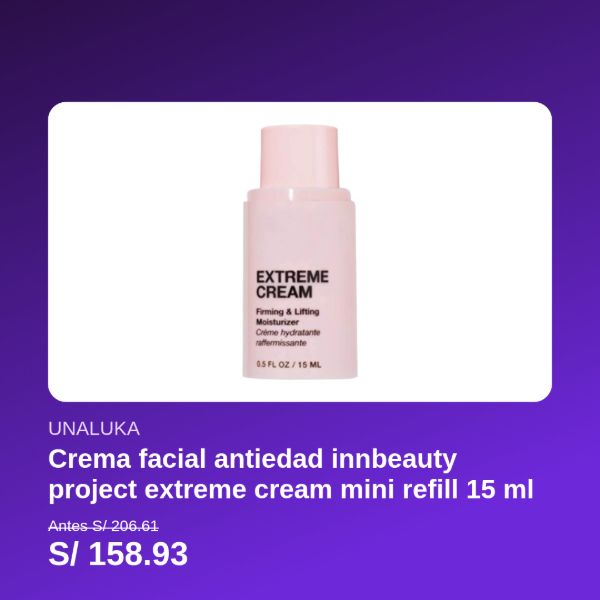 EXTREME
CREAM
Firming & Lifting
Moisturizer
Crème hydratante
raffermissante
0.5 FL OZ / 15 ML
UNALUKA
Crema facial antiedad innbeauty
project extreme cream mini refill 15 ml
Antes S/ 206.61
S/ 158.93